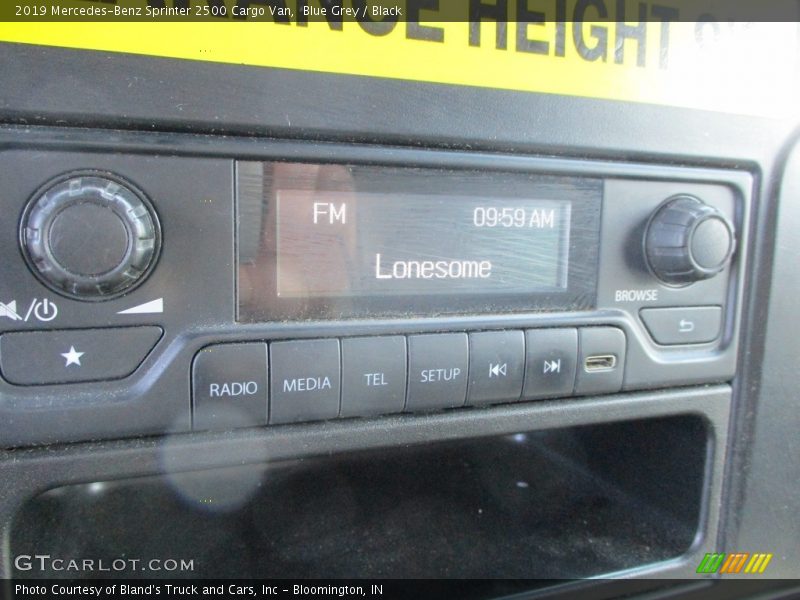 2019 Mercedes-Benz Sprinter 2500 Cargo Van, Blue Grey / Black
HEIGHT
FM 09:59 AM
Lonesome
BROWSE
RADIO MEDIA TEL SETUP
GTCARLOT.COM
Photo Courtesy of Bland's Truck and Cars, Inc - Bloomington, IN